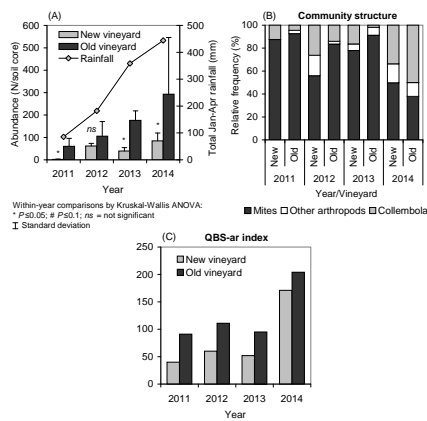 (A)
New vineyard
Old vineyard
Rainfall
Abundance (N/soil core)
600
500
400
300
200
100
0
*
ns
*
*
Total Jan-Apr rainfall (mm)
500
400
300
200
100
0
2011 2012 2013 2014
Year
Within-year comparisons by Kruskal-Wallis ANOVA:
* P≤0.05; # P≤0.1; ns = not significant
Standard deviation
(B) Community structure
Relative frequency (%)
100
80
60
40
20
0
New Old New Old New Old New Old
2011 2012 2013 2014
Year/Vineyard
Mites Other arthropods Collembola
(C) QBS-ar index
New vineyard
Old vineyard
250
200
150
100
50
0
2011 2012 2013 2014
Year